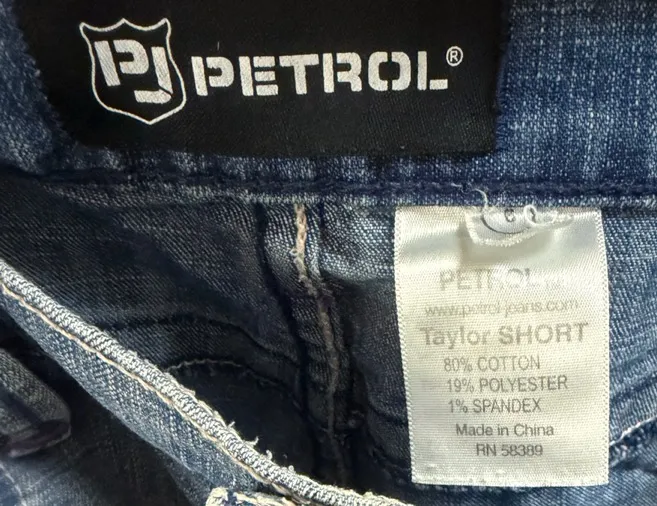 PJ PETROL®
PETROL
www.petrol-jeans.com
Taylor SHORT
80% COTTON
19% POLYESTER
1% SPANDEX
Made in China
RN 58389